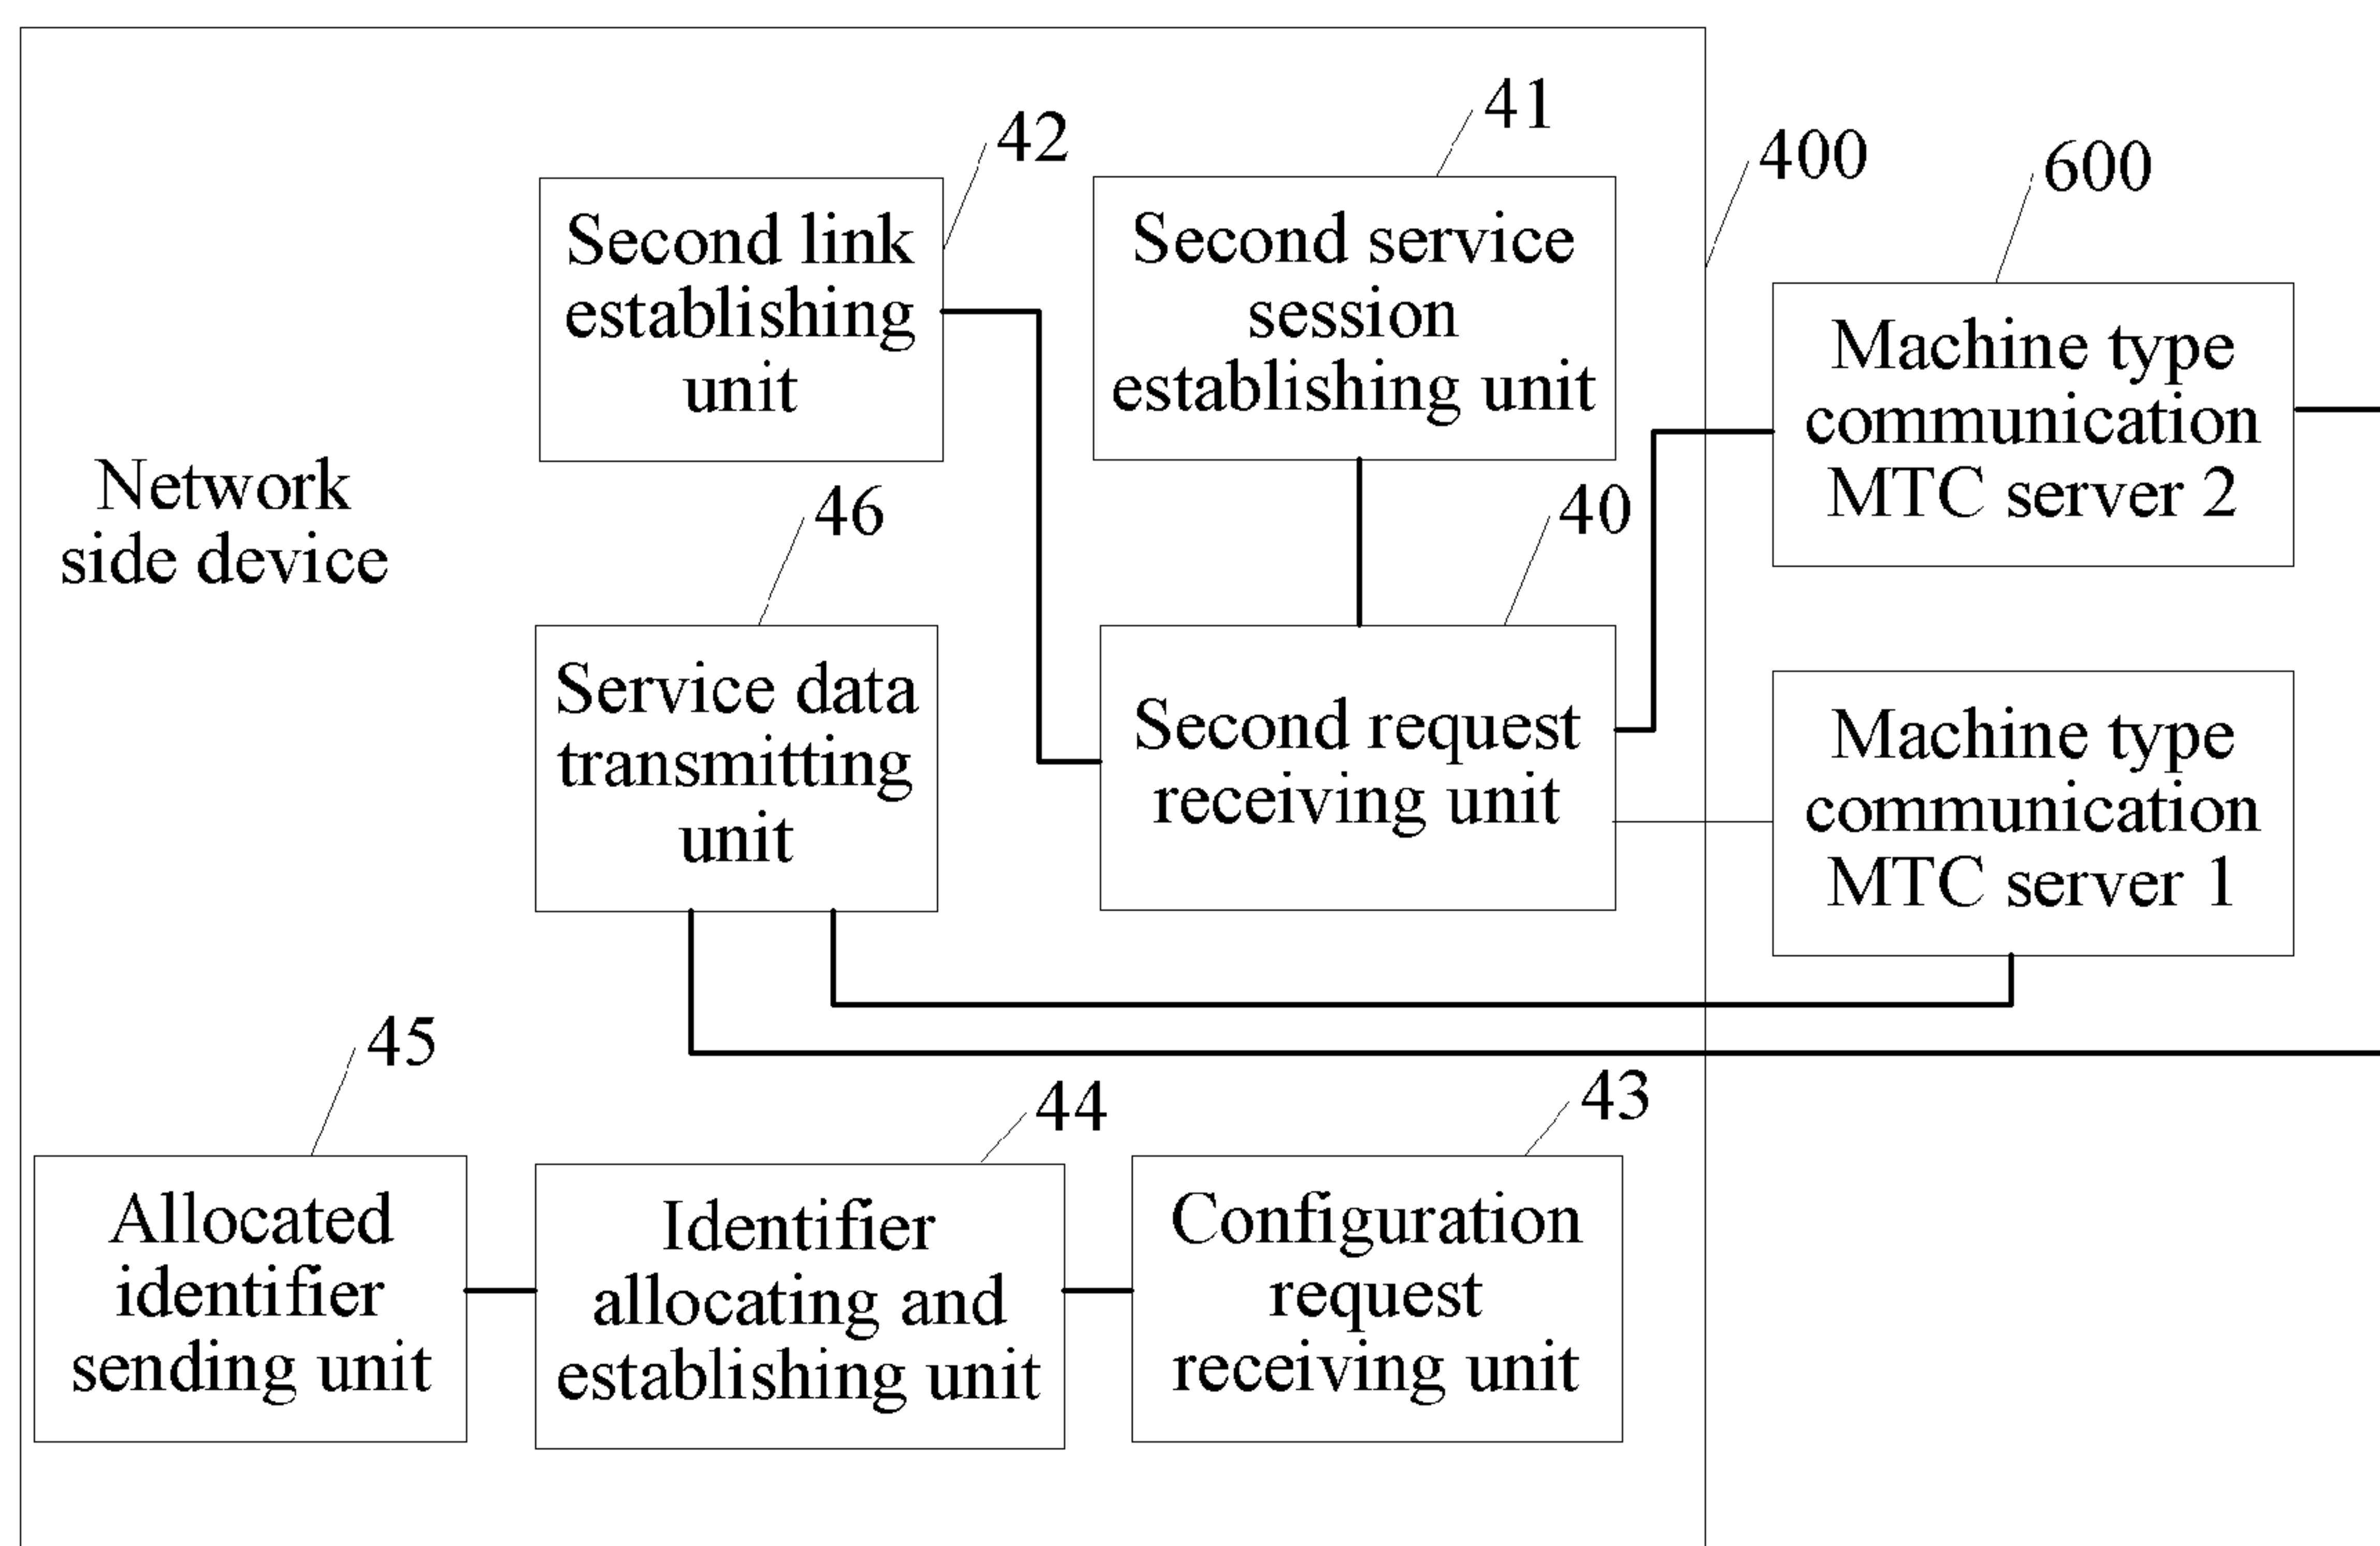 42
41
400
600
Second link
establishing
unit
Second service
session
establishing unit
Machine type
communication
MTC server 2
Network
side device
46
40
Service data
transmitting
unit
Second request
receiving unit
Machine type
communication
MTC server 1
45
44
43
Allocated
identifier
sending unit
Identifier
allocating and
establishing unit
Configuration
request
receiving unit